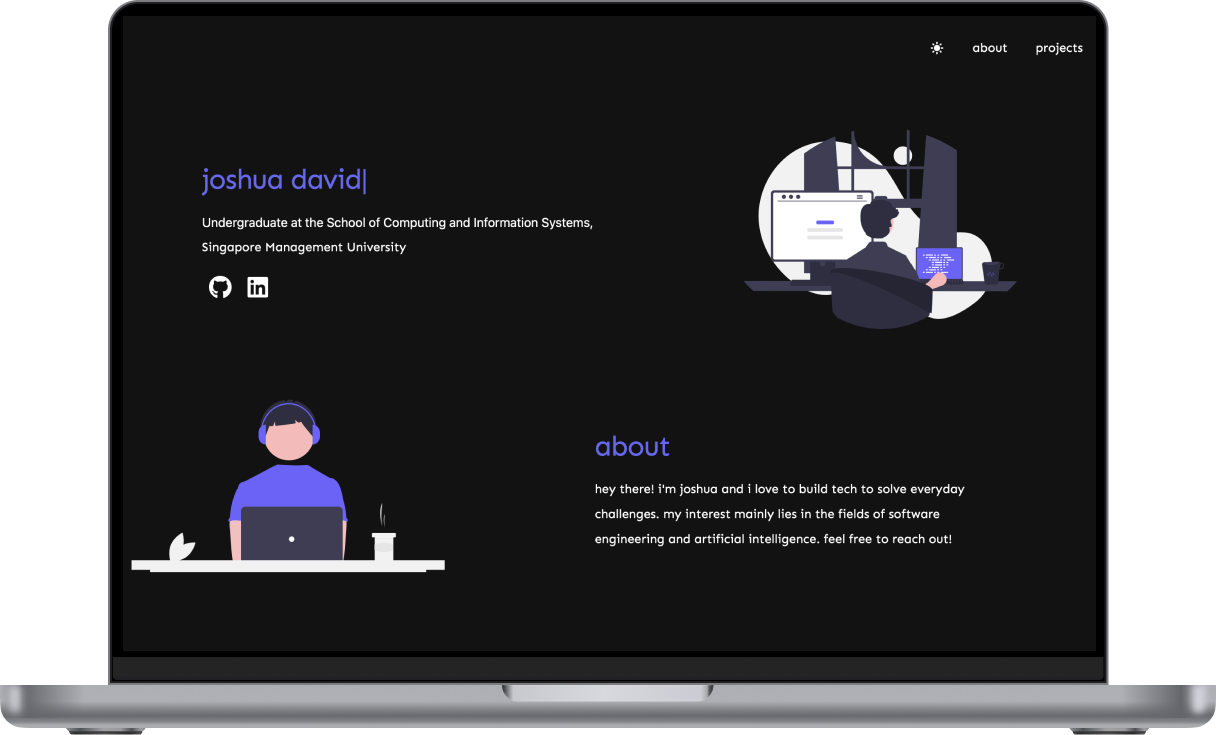 about projects
joshua david|
Undergraduate at the School of Computing and Information Systems,
Singapore Management University
in
about
hey there! i'm joshua and i love to build tech to solve everyday
challenges. my interest mainly lies in the fields of software
engineering and artificial intelligence. feel free to reach out!